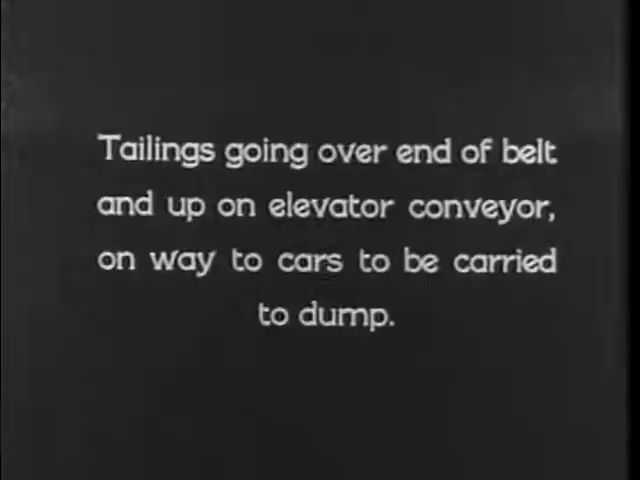 Tailings going over end of belt
and up on elevator conveyor,
on way to cars to be carried
to dump.